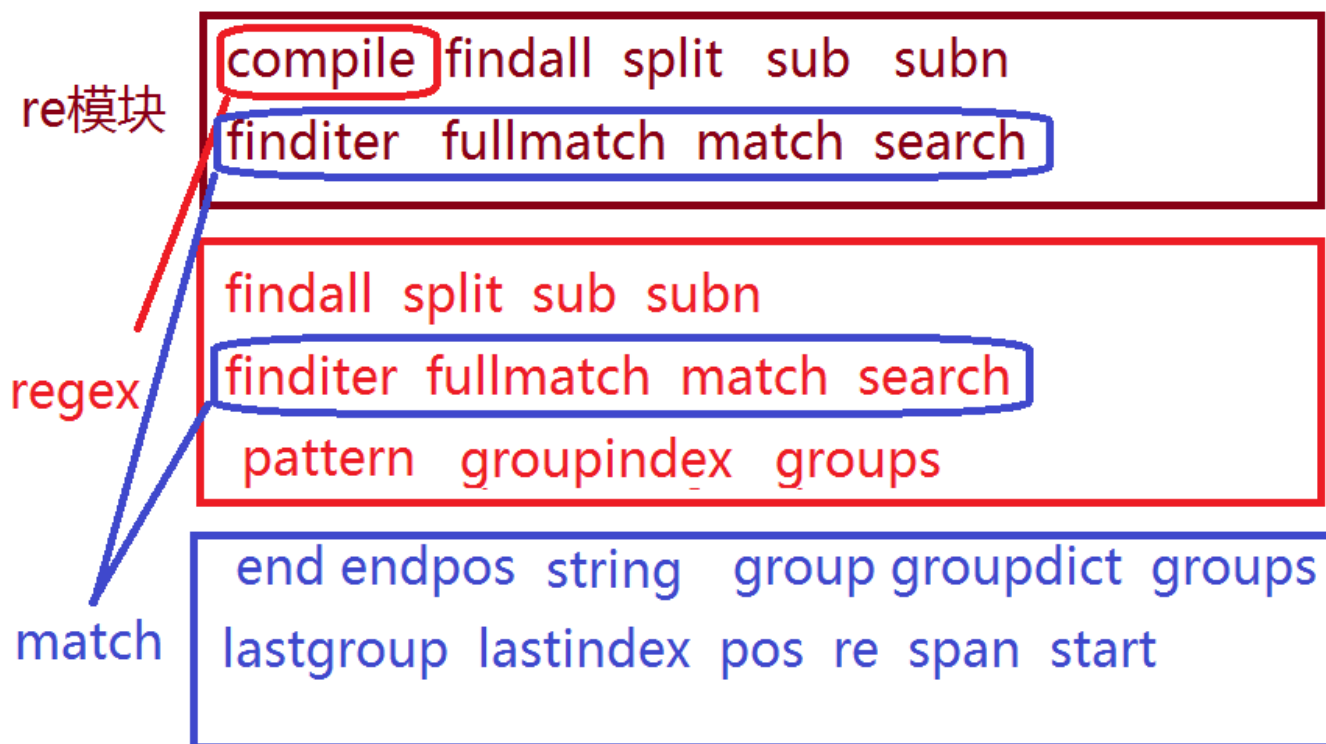 compile findall split sub subn
re模块
finditer fullmatch match search
findall split sub subn
finditer fullmatch match search
regex
pattern groupindex groups
end endpos string group groupdict groups
match
lastgroup lastindex pos re span start